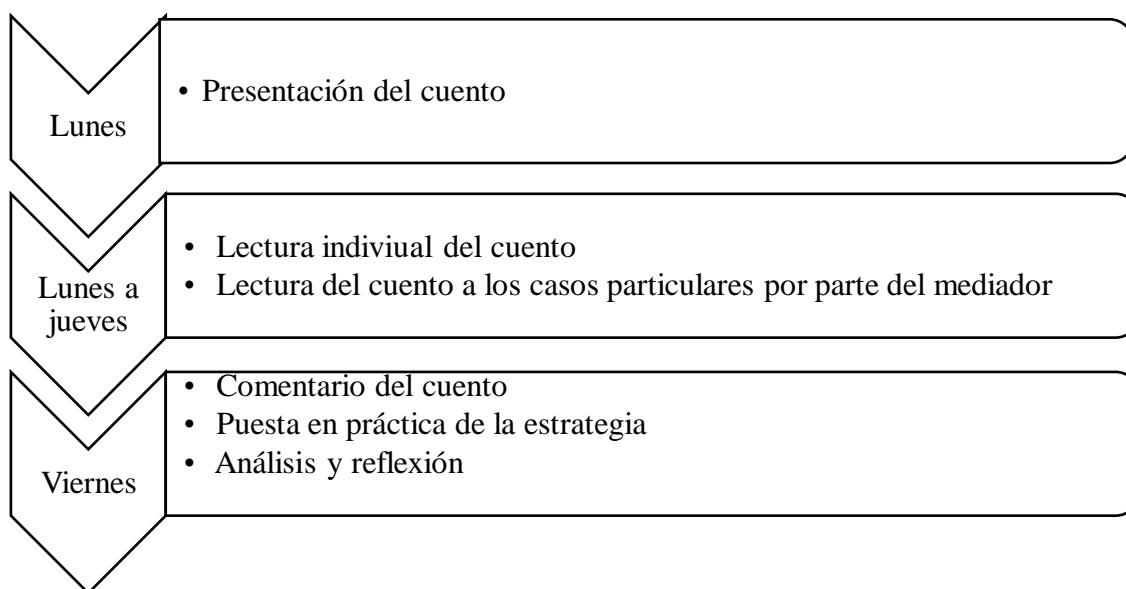 Lunes
• Presentación del cuento
Lunes a
jueves
• Lectura indiviual del cuento
• Lectura del cuento a los casos particulares por parte del mediador
Viernes
• Comentario del cuento
• Puesta en práctica de la estrategia
• Análisis y reflexión